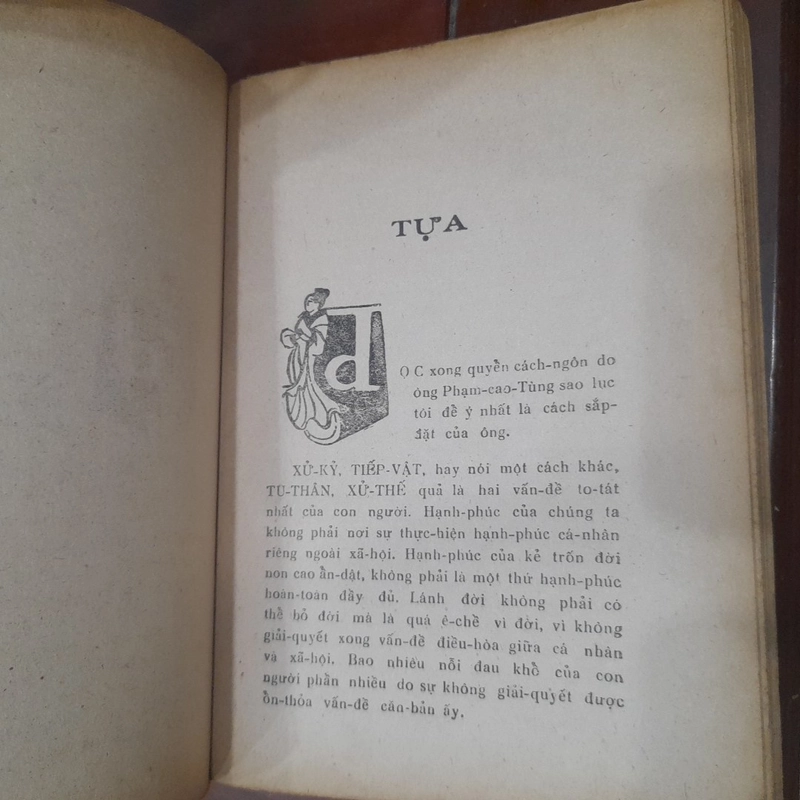 TỰA
đ
ỌC xong quyền cách-ngôn do
ông Phạm-cao-Tùng sao lục
tôi để ý nhất là cách sắp-
đặt của ông.
XỬ-KỶ, TIẾP-VẬT, hay nói một cách khác,
TU-THÂN, XỬ-THẾ quả là hai vấn-đề to-tát
nhất của con người. Hạnh-phúc của chúng ta
không phải nơi sự thực-hiện hạnh-phúc cá-nhân
riêng ngoài xã-hội. Hạnh-phúc của kẻ trốn đời
non cao ẩn-dật, không phải là một thứ hạnh-phúc
hoàn-toàn đầy đủ. Lánh đời không phải có
thể bỏ đời mà là quá ê-chề vì đời, vì không
giải-quyết xong vấn-đề điều-hòa giữa cá nhân
và xã-hội. Bao nhiêu nỗi đau khổ của con
người phần nhiều do sự không giải-quyết được
ổn-thỏa vấn-đề căn-bản ấy.